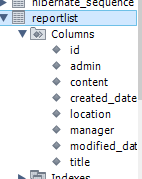 hibernate_sequence
reportlist
Columns
id
admin
content
created_date
location
manager
modified_dat
title
Indexes